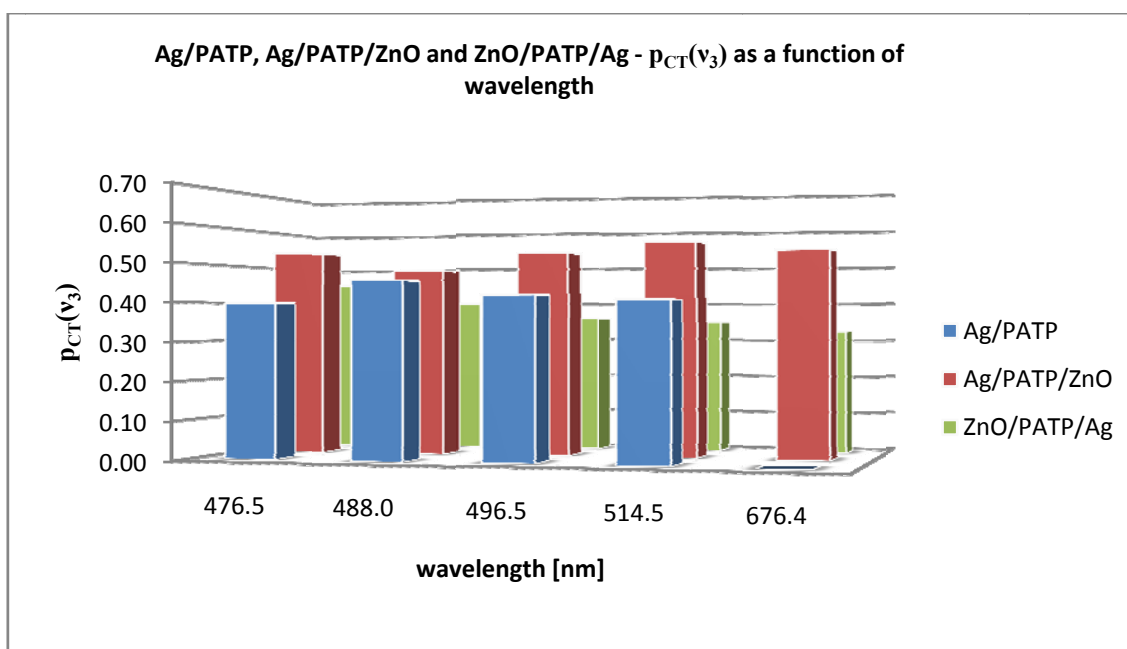 Ag/PATP, Ag/PATP/ZnO and ZnO/PATP/Ag - pCT(ν3) as a function of
wavelength
0.70
0.60
0.50
0.40
0.30
0.20
0.10
0.00
pCT(ν3)
476.5
488.0
496.5
514.5
676.4
wavelength [nm]
Ag/PATP
Ag/PATP/ZnO
ZnO/PATP/Ag